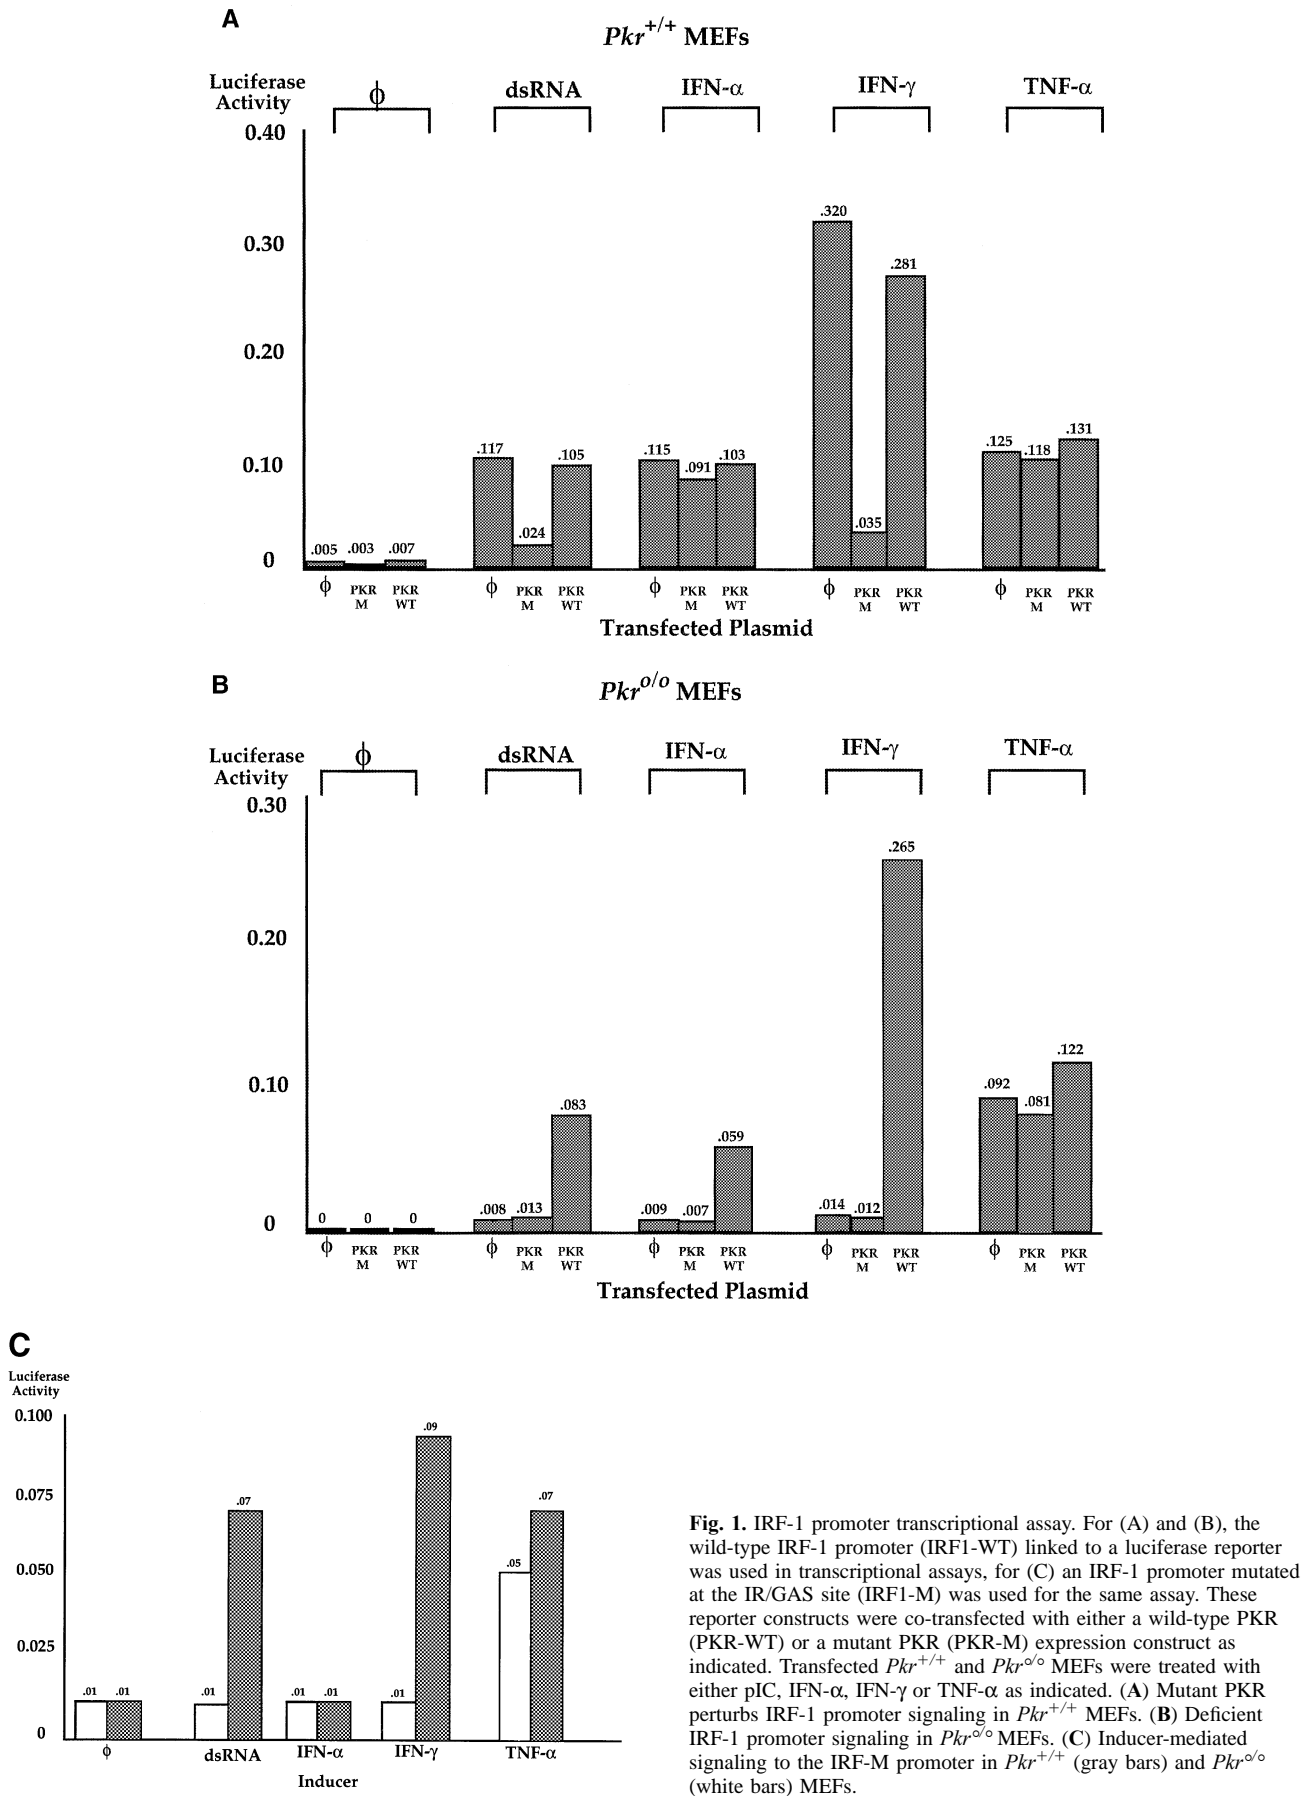 A
Pkr+/+ MEFs
Luciferase
Activity
ϕ dsRNA IFN-α IFN-γ TNF-α
0.40
0.30
0.20
0.10
0
.005 .003 .007 .117 .024 .105 .115 .091 .103 .320 .035 .281 .125 .118 .131
ϕ PKR PKR ϕ PKR PKR ϕ PKR PKR ϕ PKR PKR ϕ PKR PKR
M WT M WT M WT M WT M WT
Transfected Plasmid
B
Pkro/o MEFs
Luciferase
Activity
ϕ dsRNA IFN-α IFN-γ TNF-α
0.30
0.20
0.10
0
0 0 0 .008 .013 .083 .009 .007 .059 .014 .012 .265 .092 .081 .122
ϕ PKR PKR ϕ PKR PKR ϕ PKR PKR ϕ PKR PKR ϕ PKR PKR
M WT M WT M WT M WT M WT
Transfected Plasmid
C
Luciferase
Activity
0.100
0.075
0.050
0.025
0
.01 .01 .01 .07 .01 .01 .01 .09 .05 .07
ϕ dsRNA IFN-α IFN-γ TNF-α
Inducer
Fig. 1. IRF-1 promoter transcriptional assay. For (A) and (B), the
wild-type IRF-1 promoter (IRF1-WT) linked to a luciferase reporter
was used in transcriptional assays, for (C) an IRF-1 promoter mutated
at the IR/GAS site (IRF1-M) was used for the same assay. These
reporter constructs were co-transfected with either a wild-type PKR
(PKR-WT) or a mutant PKR (PKR-M) expression construct as
indicated. Transfected Pkr+/+ and Pkro/o MEFs were treated with
either pIC, IFN-α, IFN-γ or TNF-α as indicated. (A) Mutant PKR
perturbs IRF-1 promoter signaling in Pkr+/+ MEFs. (B) Deficient
IRF-1 promoter signaling in Pkro/o MEFs. (C) Inducer-mediated
signaling to the IRF-M promoter in Pkr+/+ (gray bars) and Pkro/o
(white bars) MEFs.